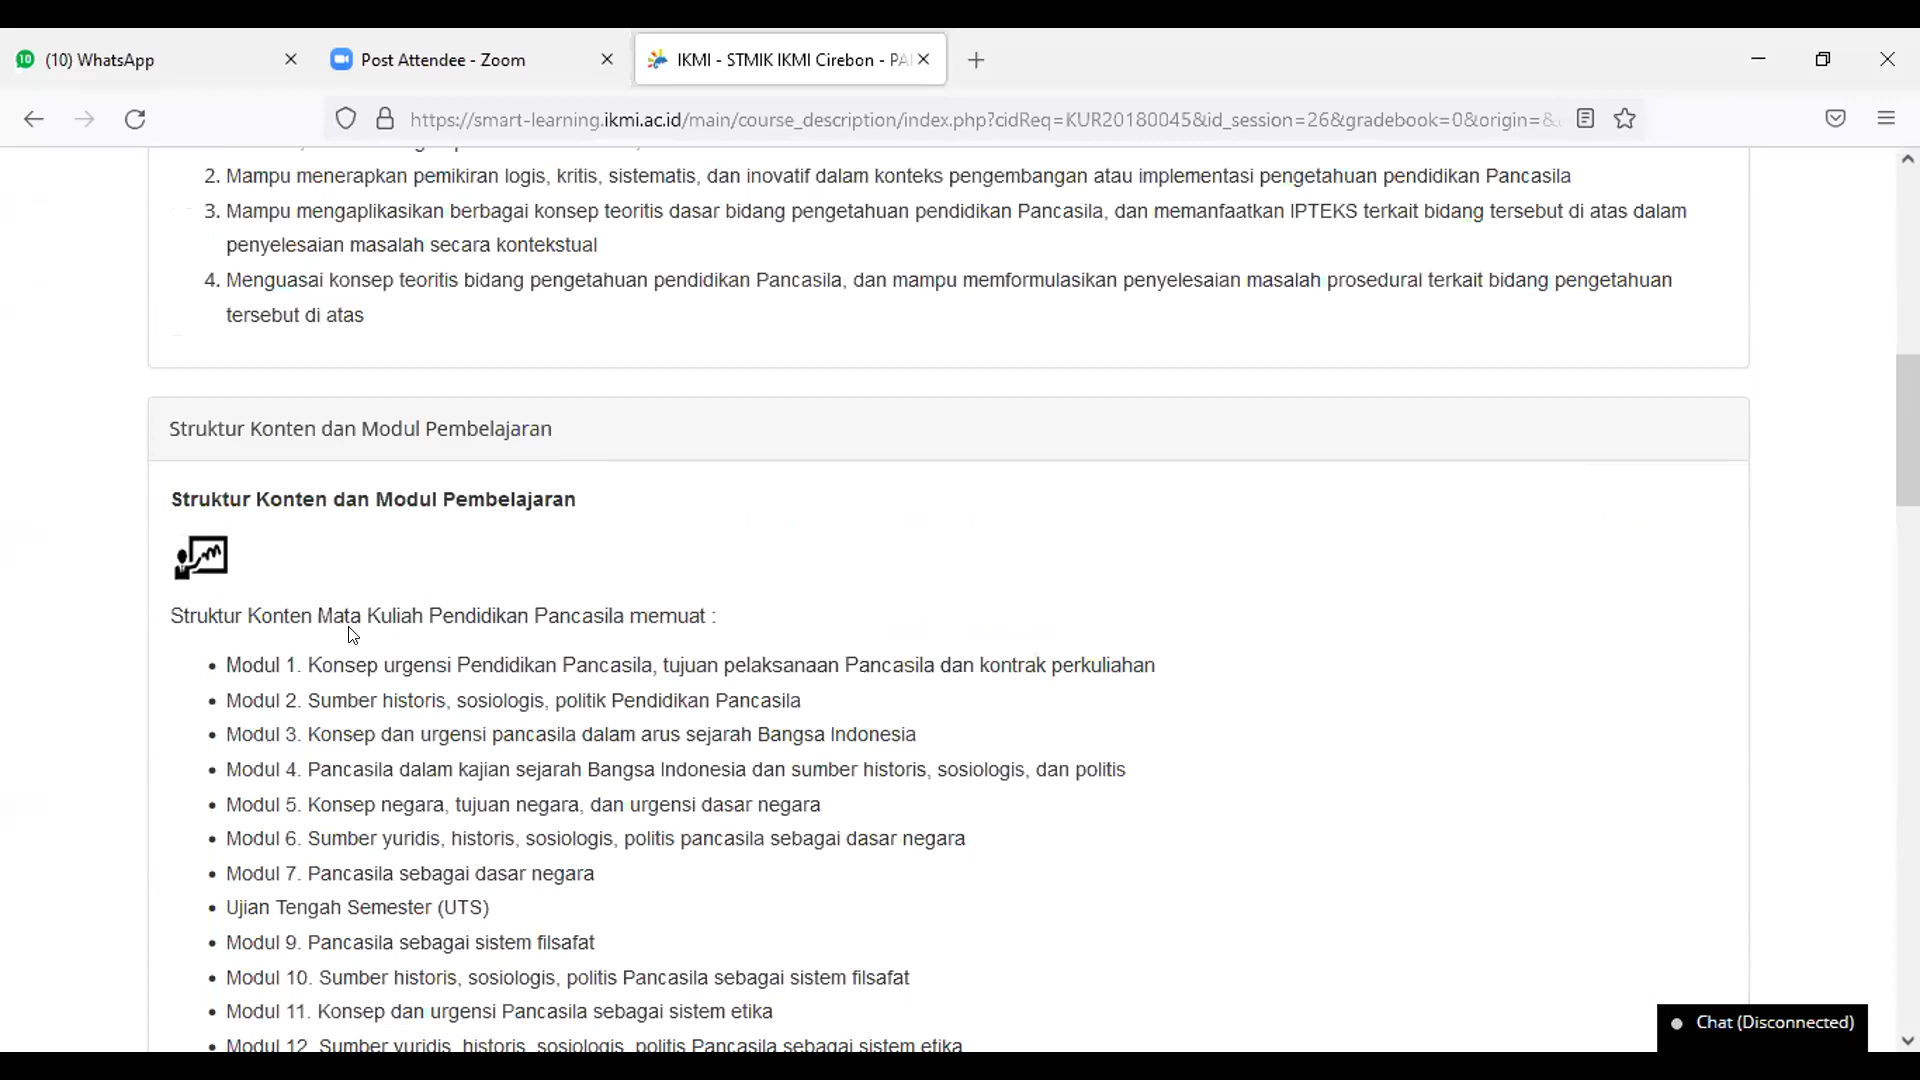 (10) WhatsApp
Post Attendee - Zoom
IKMI - STMIK IKMI Cirebon - PA
https://smart-learning.ikmi.ac.id/main/course_description/index.php?cidReq=KUR20180045&id_session=26&gradebook=0&origin=&
2. Mampu menerapkan pemikiran logis, kritis, sistematis, dan inovatif dalam konteks pengembangan atau implementasi pengetahuan pendidikan Pancasila
3. Mampu mengaplikasikan berbagai konsep teoritis dasar bidang pengetahuan pendidikan Pancasila, dan memanfaatkan IPTEKS terkait bidang tersebut di atas dalam
penyelesaian masalah secara kontekstual
4. Menguasai konsep teoritis bidang pengetahuan pendidikan Pancasila, dan mampu memformulasikan penyelesaian masalah prosedural terkait bidang pengetahuan
tersebut di atas
Struktur Konten dan Modul Pembelajaran
Struktur Konten dan Modul Pembelajaran
Struktur Konten Mata Kuliah Pendidikan Pancasila memuat :
• Modul 1. Konsep urgensi Pendidikan Pancasila, tujuan pelaksanaan Pancasila dan kontrak perkuliahan
• Modul 2. Sumber historis, sosiologis, politik Pendidikan Pancasila
• Modul 3. Konsep dan urgensi pancasila dalam arus sejarah Bangsa Indonesia
• Modul 4. Pancasila dalam kajian sejarah Bangsa Indonesia dan sumber historis, sosiologis, dan politis
• Modul 5. Konsep negara, tujuan negara, dan urgensi dasar negara
• Modul 6. Sumber yuridis, historis, sosiologis, politis pancasila sebagai dasar negara
• Modul 7. Pancasila sebagai dasar negara
• Ujian Tengah Semester (UTS)
• Modul 9. Pancasila sebagai sistem filsafat
• Modul 10. Sumber historis, sosiologis, politis Pancasila sebagai sistem filsafat
• Modul 11. Konsep dan urgensi Pancasila sebagai sistem etika
• Modul 12. Sumber yuridis, historis, sosiologis, politis Pancasila sebagai sistem etika
Chat (Disconnected)